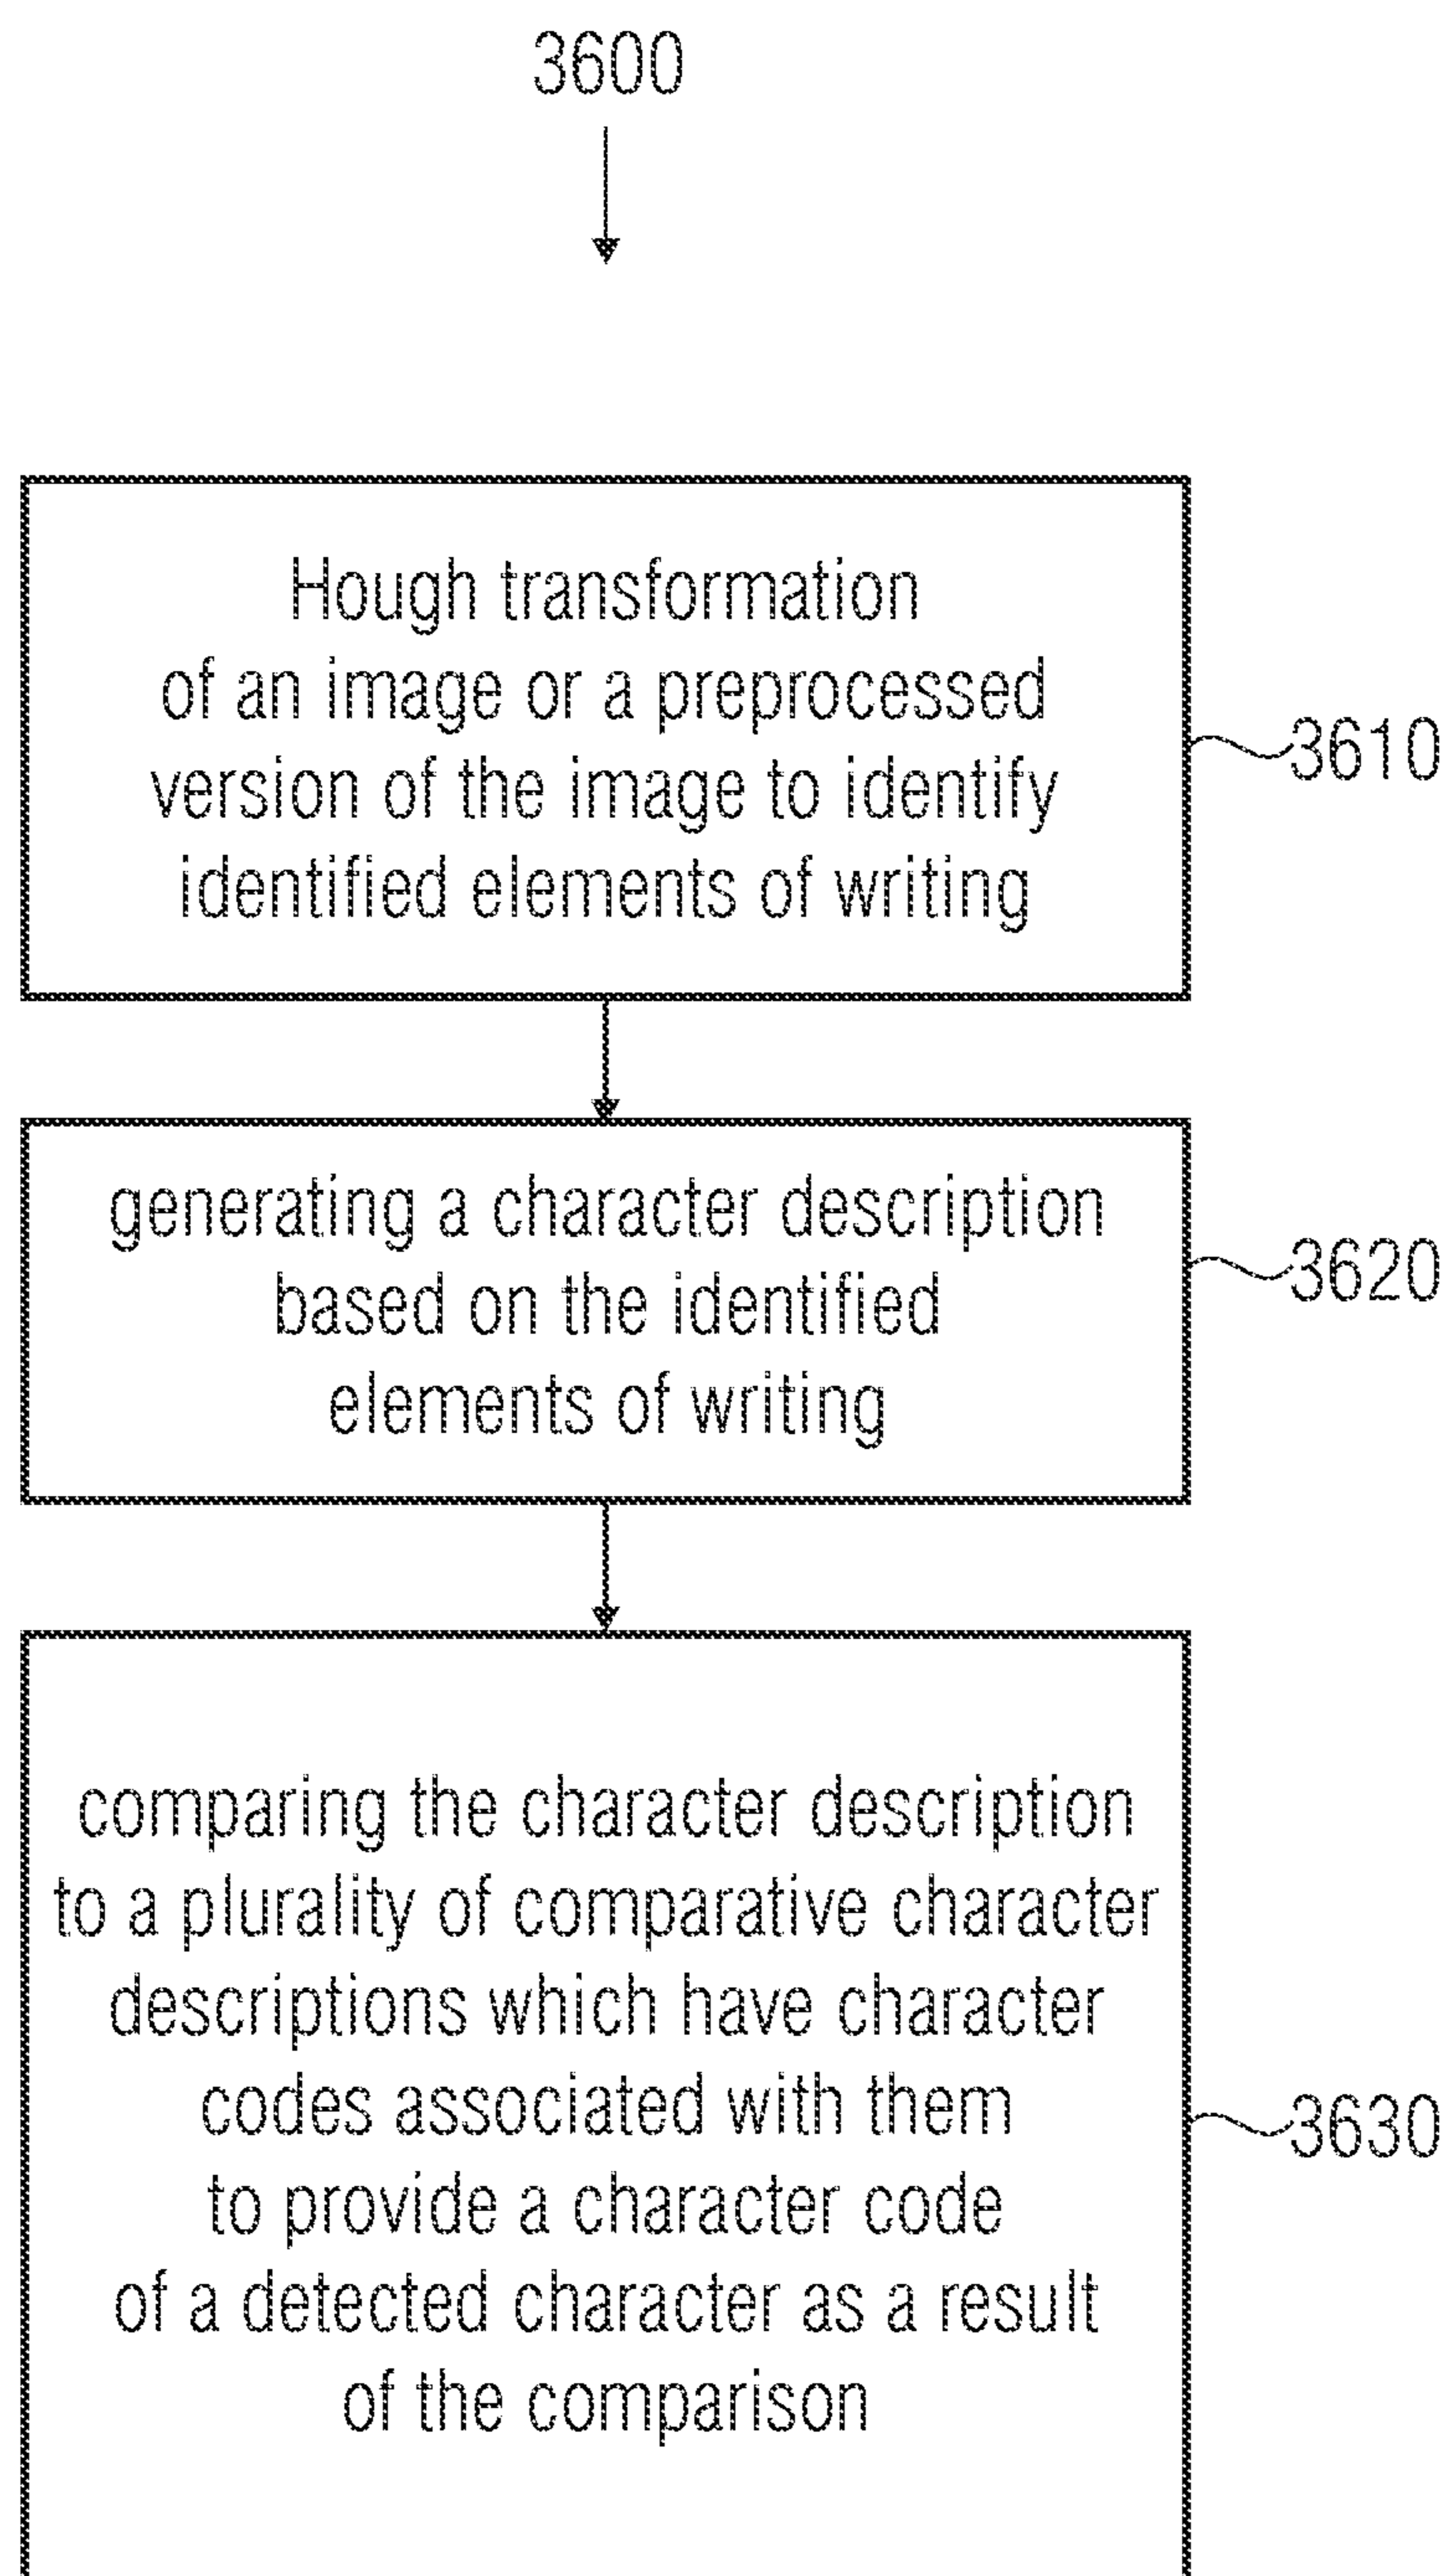 3600
Hough transformation
of an image or a preprocessed
version of the image to identify
identified elements of writing
3610
generating a character description
based on the identified
elements of writing
3620
comparing the character description
to a plurality of comparative character
descriptions which have character
codes associated with them
to provide a character code
of a detected character as a result
of the comparison
3630